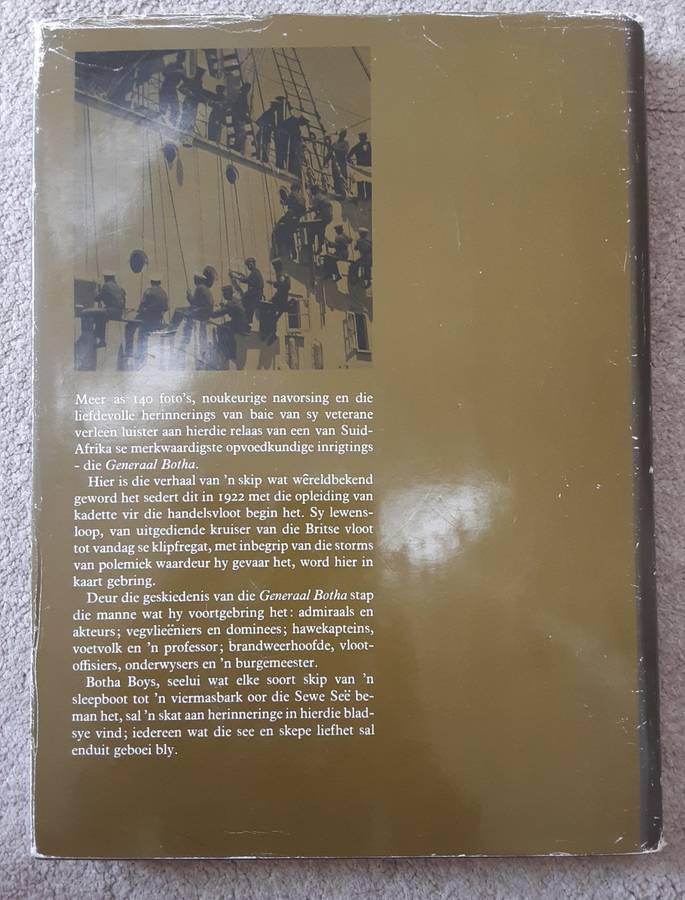 Meer as 140 foto's, noukeurige navorsing en die
liefdevolle herinnerings van baie van sy veterane
verleen luister aan hierdie relaas van een van Suid-
Afrika se merkwaardigste opvoedkundige inrigtings
- die Generaal Botha.
Hier is die verhaal van 'n skip wat wêreldbekend
geword het sedert dit in 1922 met die opleiding van
kadette vir die handelsvloot begin het. Sy lewens-
loop, van uitgediende kruiser van die Britse vloot
tot vandag se klipfregat, met inbegrip van die storms
van polemiek waardeur hy gevaar het, word hier in
kaart gebring.
Deur die geskiedenis van die Generaal Botha stap
die manne wat hy voortgebring het: admiraals en
akteurs; vegvlieëniers en dominees; hawekapteins,
voetvolk en 'n professor; brandweerhoofde, vloot-
offisiers, onderwysers en 'n burgemeester.
Botha Boys, seelui wat elke soort skip van 'n
sleepboot tot 'n viermasbark oor die Sewe Seë be-
man het, sal 'n skat aan herinneringe in hierdie blad-
sye vind; iedereen wat die see en skepe liefhet sal
enduit geboei bly.